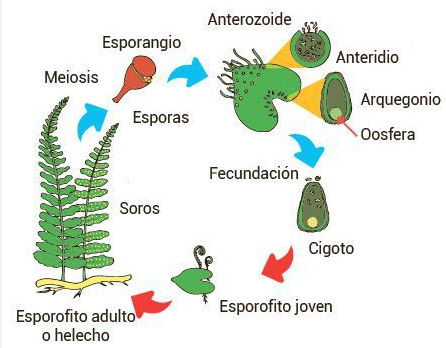 Anterozoide
Esporangio
Anteridio
Meiosis
Arquegonio
Esporas
Oosfera
Fecundación
Soros
Cigoto
Esporofito joven
Esporofito adulto
o helecho